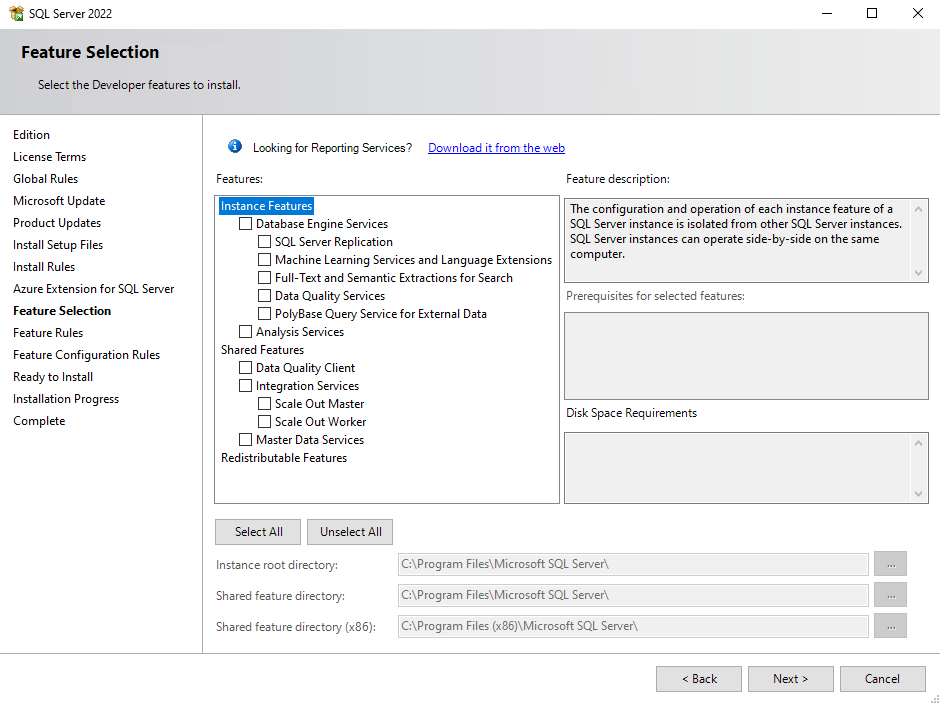 SQL Server 2022
Feature Selection
Select the Developer features to install.
Edition
License Terms
Global Rules
Microsoft Update
Product Updates
Install Setup Files
Install Rules
Azure Extension for SQL Server
Feature Selection
Feature Rules
Feature Configuration Rules
Ready to Install
Installation Progress
Complete
Looking for Reporting Services? Download it from the web
Features:
Instance Features
Database Engine Services
SQL Server Replication
Machine Learning Services and Language Extensions
Full-Text and Semantic Extractions for Search
Data Quality Services
PolyBase Query Service for External Data
Analysis Services
Shared Features
Data Quality Client
Integration Services
Scale Out Master
Scale Out Worker
Master Data Services
Redistributable Features
Feature description:
The configuration and operation of each instance feature of a
SQL Server instance is isolated from other SQL Server instances.
SQL Server instances can operate side-by-side on the same
computer.
Prerequisites for selected features:
Disk Space Requirements
Select All
Unselect All
Instance root directory: C:\Program Files\Microsoft SQL Server\ ...
Shared feature directory: C:\Program Files\Microsoft SQL Server\ ...
Shared feature directory (x86): C:\Program Files (x86)\Microsoft SQL Server\ ...
< Back
Next >
Cancel